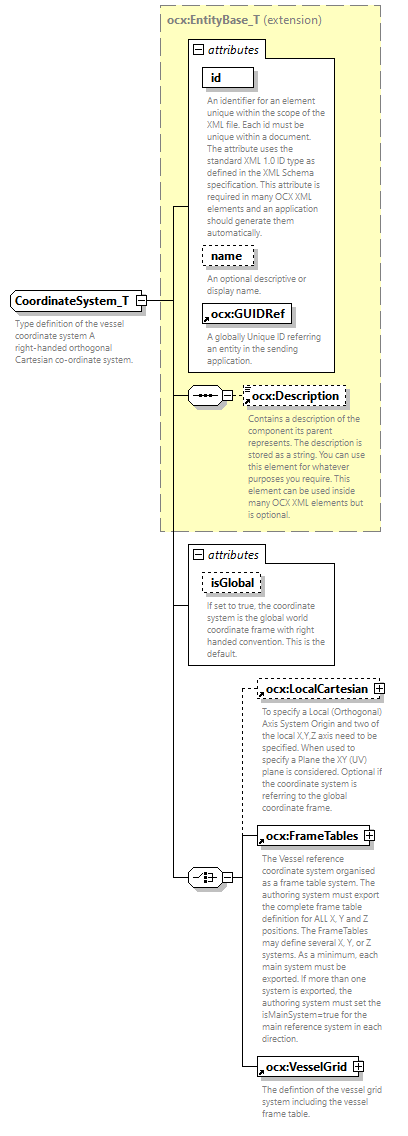 ocx:EntityBase_T (extension)
attributes
id
An identifier for an element
unique within the scope of the
XML file. Each id must be
unique within a document.
The attribute uses the
standard XML 1.0 ID type as
defined in the XML Schema
specification. This attribute is
required in many OCX XML
elements and an application
should generate them
automatically.
name
An optional descriptive or
display name.
ocx:GUIDRef
A globally Unique ID referring
an entity in the sending
application.
CoordinateSystem_T
Type definition of the vessel
coordinate system A
right-handed orthogonal
Cartesian co-ordinate system.
ocx:Description
Contains a description of the
component its parent
represents. The description is
stored as a string. You can use
this element for whatever
purposes you require. This
element can be used inside
many OCX XML elements but
is optional.
attributes
isGlobal
If set to true, the coordinate
system is the global world
coordinate frame with right
handed convention. This is the
default.
ocx:LocalCartesian
To specify a Local (Orthogonal)
Axis System Origin and two of
the local X,Y,Z axis need to be
specified. When used to
specify a Plane the XY (UV)
plane is considered. Optional if
the coordinate system is
referring to the global
coordinate frame.
ocx:FrameTables
The Vessel reference
coordinate system organised
as a frame table system. The
authoring system must export
the complete frame table
definition for ALL X, Y and Z
positions. The FrameTables
may define several X, Y, or Z
systems. As a minimum, each
main system must be
exported. If more than one
system is exported, the
authoring system must set the
isMainSystem=true for the
main reference system in each
direction.
ocx:VesselGrid
The defintion of the vessel grid
system including the vessel
frame table.